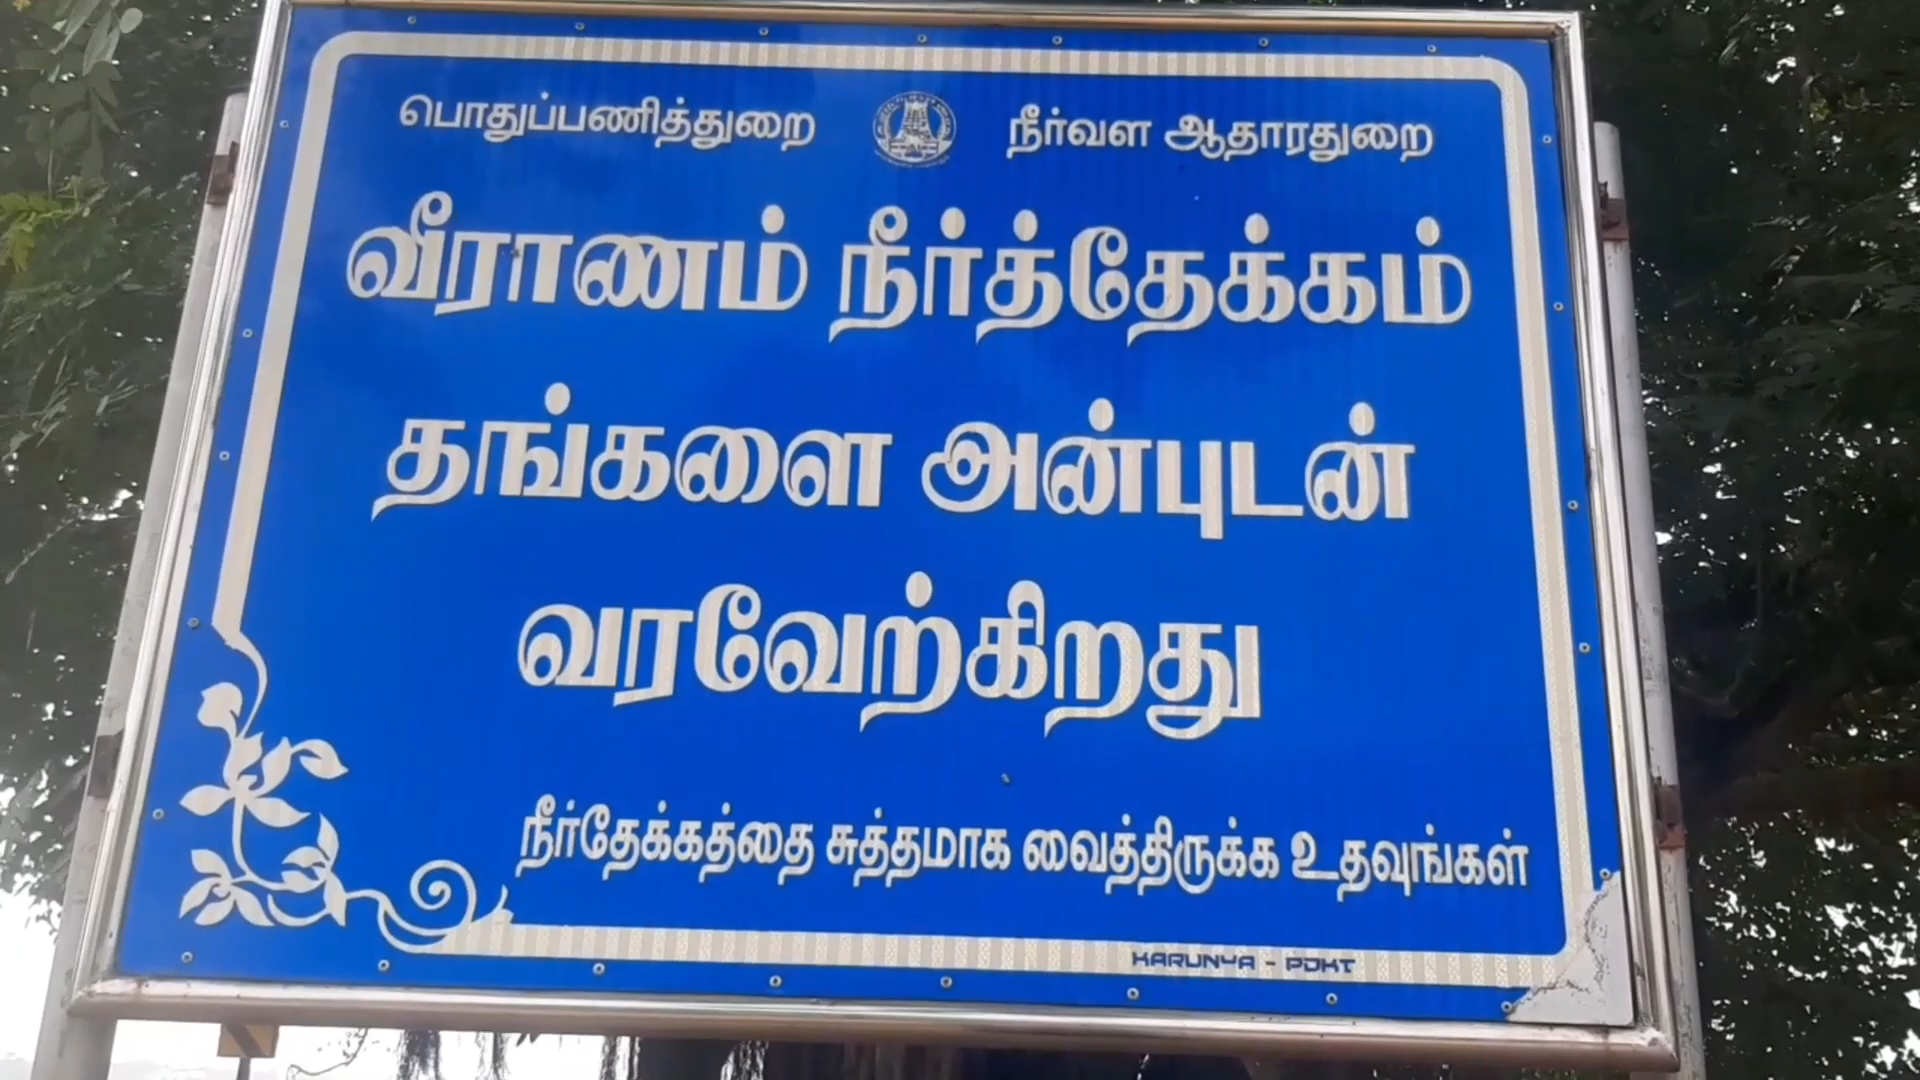 பொதுப்பணித்துறை நீர்வள ஆதாரதுறை
வீராணம் நீர்த்தேக்கம்
தங்களை அன்புடன்
வரவேற்கிறது
நீர்தேக்கத்தை சுத்தமாக வைத்திருக்க உதவுங்கள்
KARUNYA - PDKT